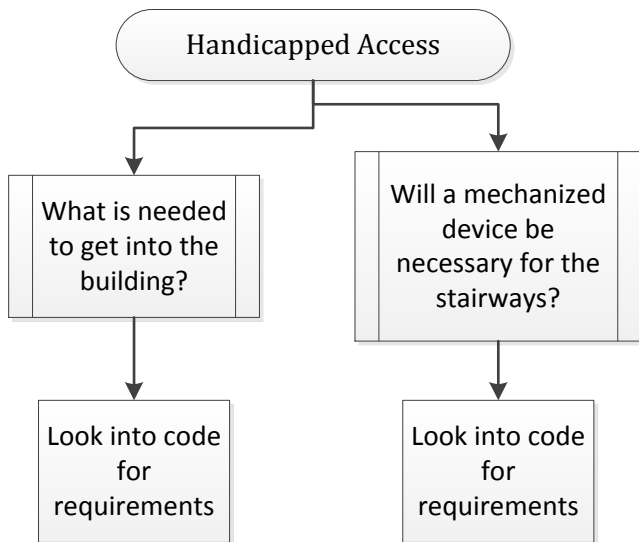 Handicapped Access
What is needed
to get into the
building?
Will a mechanized
device be
necessary for the
stairways?
Look into code
for
requirements
Look into code
for
requirements